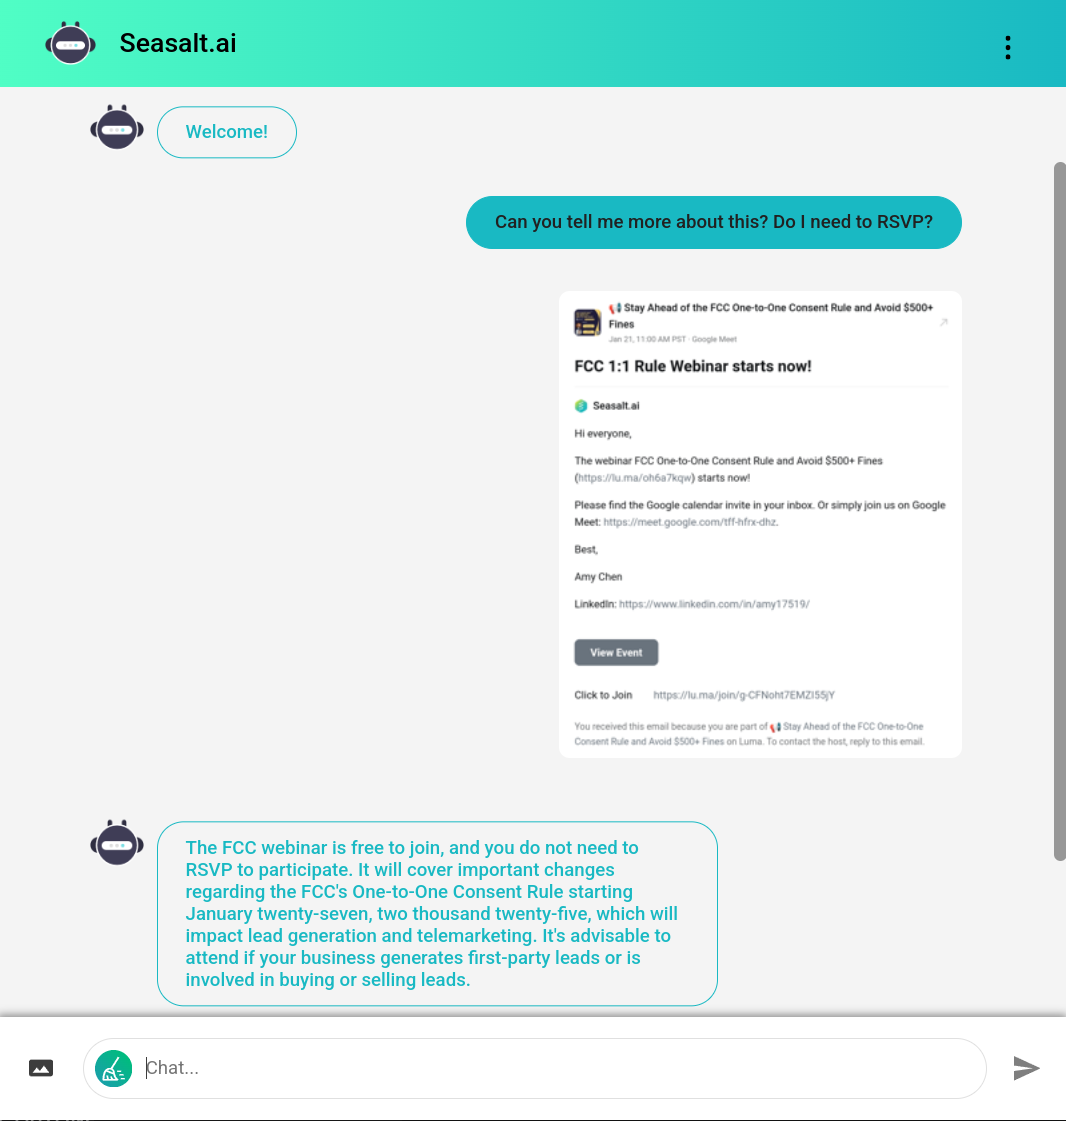 Seasalt.ai
Welcome!
Can you tell me more about this? Do I need to RSVP?
📢 Stay Ahead of the FCC One-to-One Consent Rule and Avoid $500+
Fines
Jan 21, 11:00 AM PST · Google Meet
FCC 1:1 Rule Webinar starts now!
Seasalt.ai
Hi everyone,
The webinar FCC One-to-One Consent Rule and Avoid $500+ Fines
(https://lu.ma/oh6a7kqw) starts now!
Please find the Google calendar invite in your inbox. Or simply join us on Google
Meet: https://meet.google.com/tff-hfrx-dhz.
Best,
Amy Chen
LinkedIn: https://www.linkedin.com/in/amy17519/
View Event
Click to Join https://lu.ma/join/g-CFNoht7EMZI55jY
You received this email because you are part of 📢 Stay Ahead of the FCC One-to-One
Consent Rule and Avoid $500+ Fines on Luma. To contact the host, reply to this email.
The FCC webinar is free to join, and you do not need to
RSVP to participate. It will cover important changes
regarding the FCC's One-to-One Consent Rule starting
January twenty-seven, two thousand twenty-five, which will
impact lead generation and telemarketing. It's advisable to
attend if your business generates first-party leads or is
involved in buying or selling leads.
Chat...